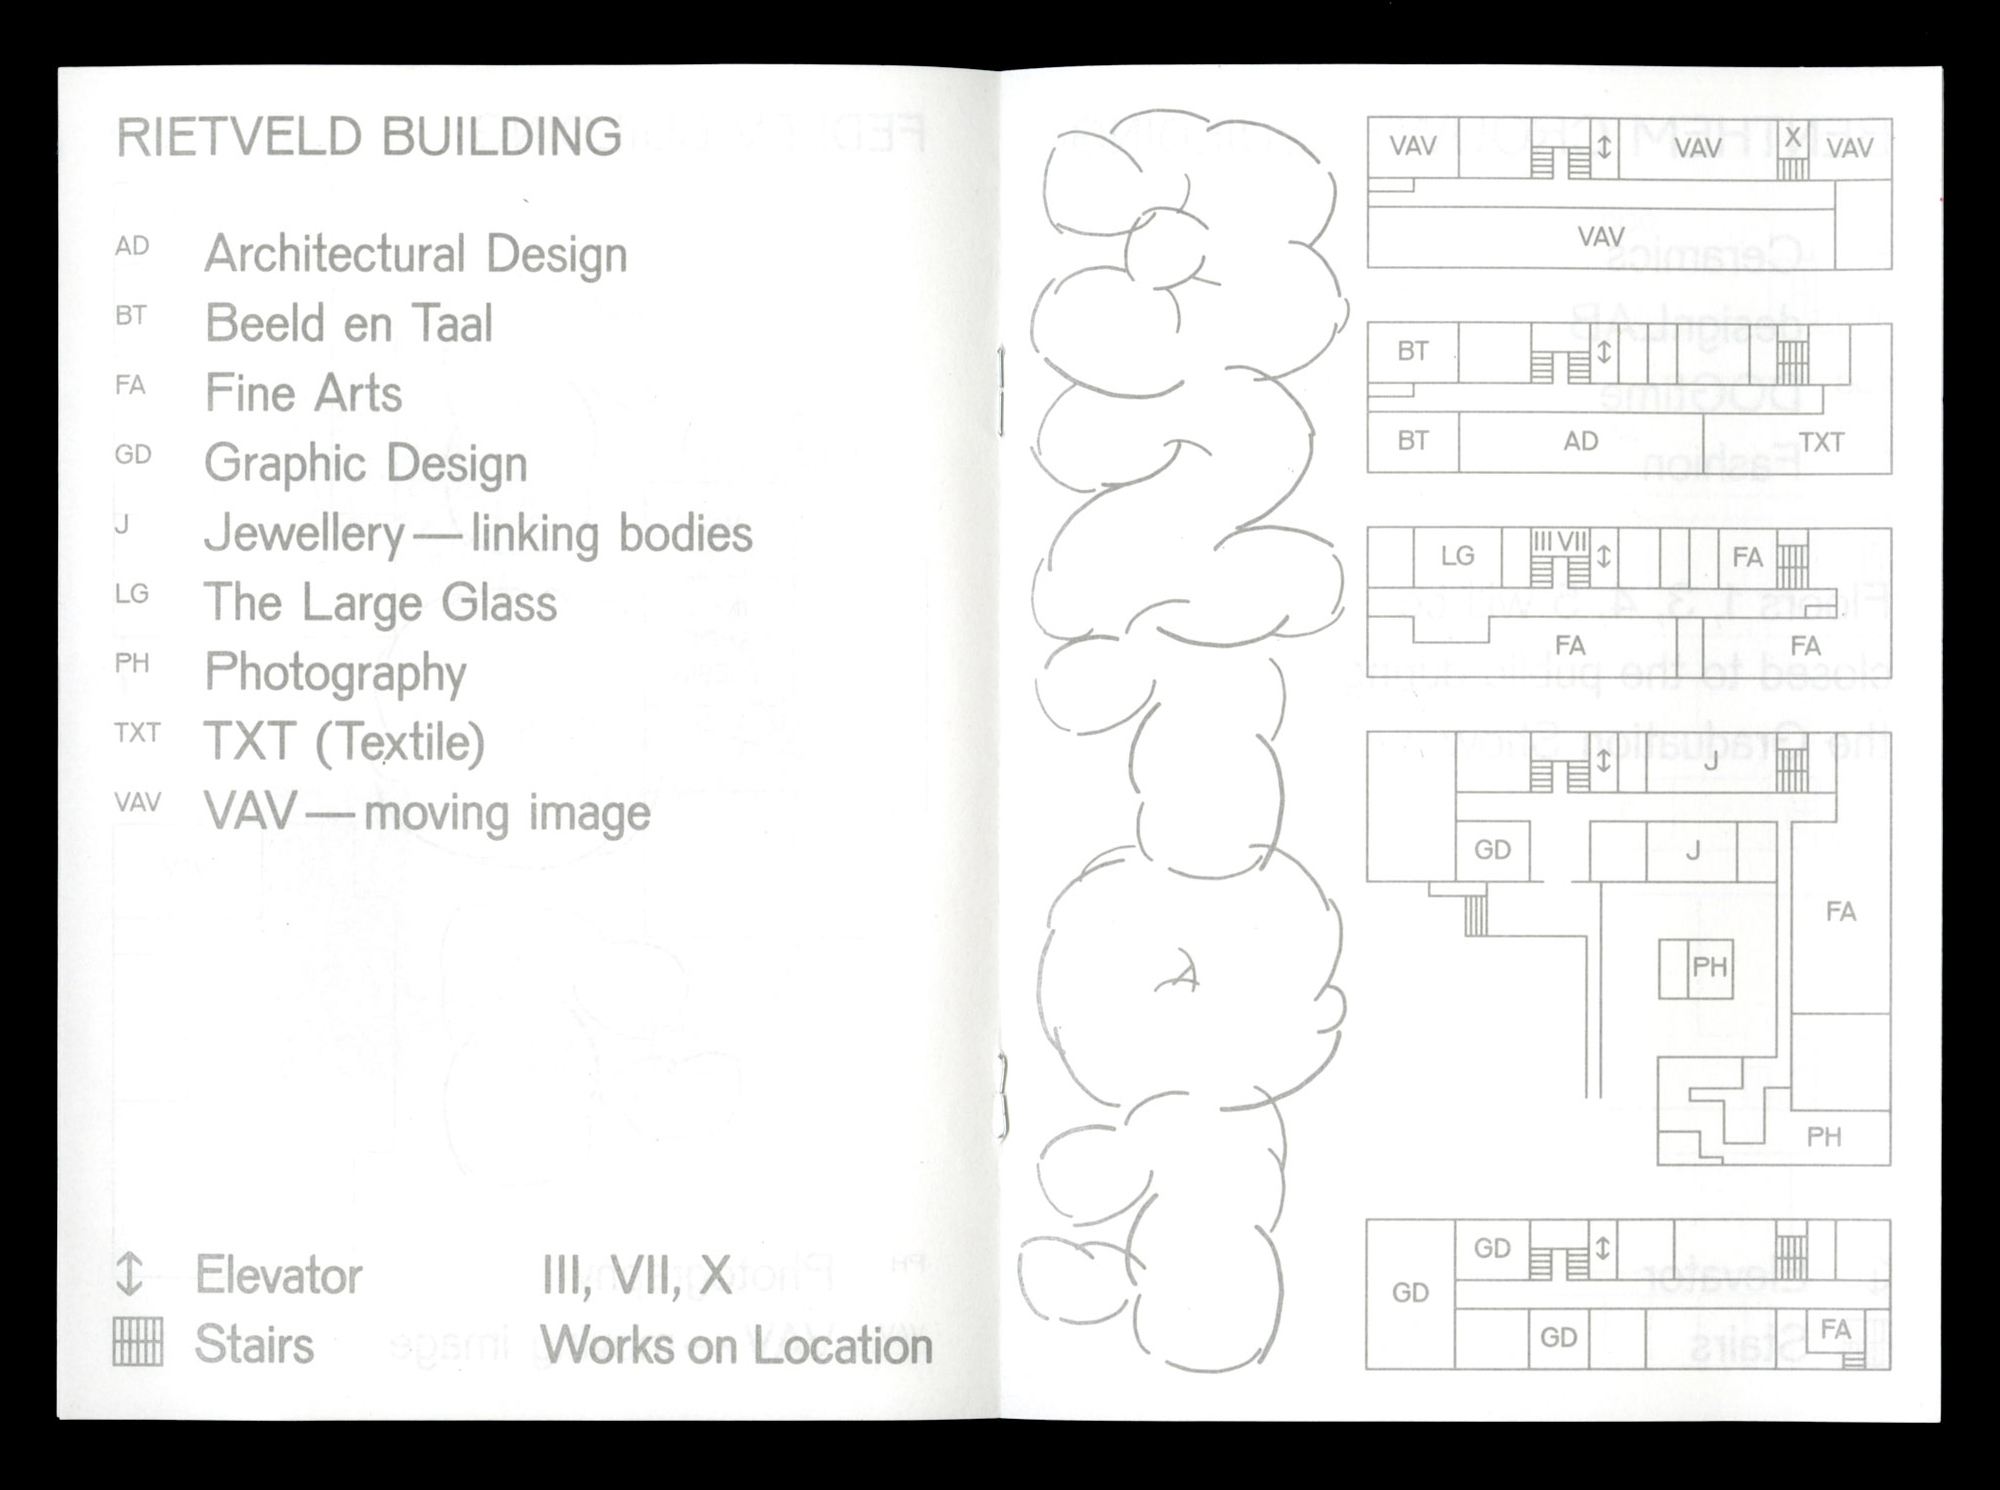 RIETVELD BUILDING
AD Architectural Design
BT Beeld en Taal
FA Fine Arts
GD Graphic Design
J Jewellery — linking bodies
LG The Large Glass
PH Photography
TXT TXT (Textile)
VAV VAV — moving image
↕ Elevator
Stairs
III, VII, X
Works on Location
VAV ↕ VAV X VAV
VAV
BT ↕
BT AD TXT
LG III VII ↕ FA
FA FA
↕ J
GD J
FA
PH
PH
GD ↕
GD
GD FA